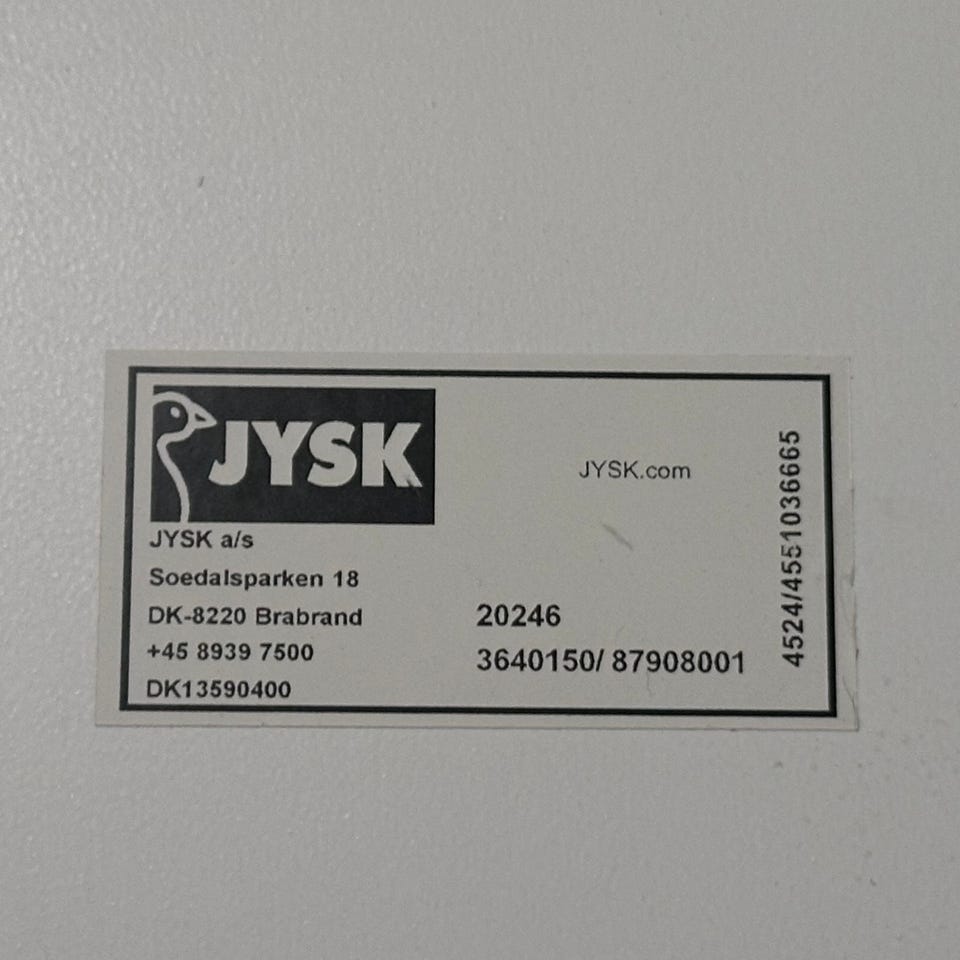 JYSK
JYSK a/s
Soedalsparken 18
DK-8220 Brabrand
+45 8939 7500
DK13590400
JYSK.com
20246
3640150/ 87908001
4524/4551036665